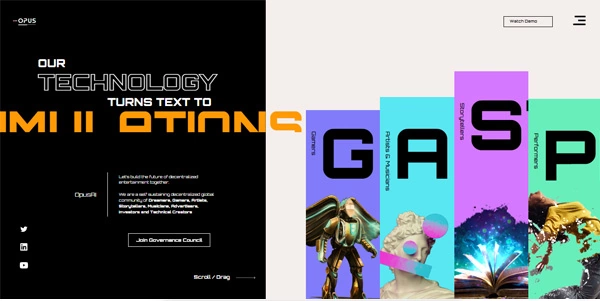 OPUS
Watch Demo
OUR
TECHNOLOGY
TURNS TEXT TO
OpusAI
Let's build the future of decentralized
entertainment together.
We are a self sustaining decentralized global
community of Dreamers, Gamers, Artists,
Storytellers, Musicians, Advertisers,
Investors and Technical Creators
Join Governance Council
Scroll / Drag
Gamers
G
Artists & Musicians
A
Storytellers
S
Performers
P